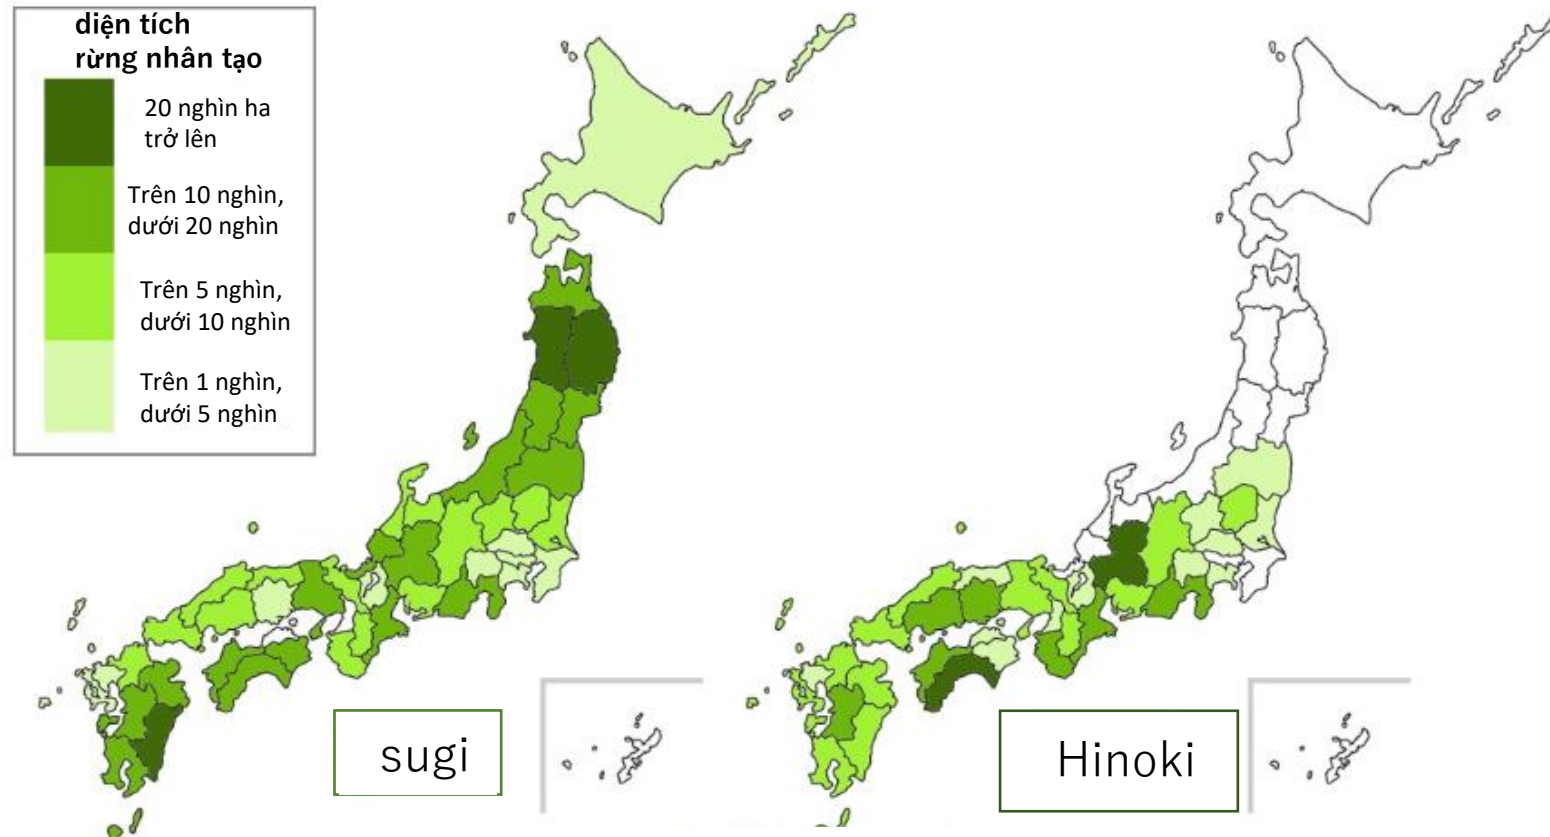 diện tích
rừng nhân tạo
20 nghìn ha
trở lên
Trên 10 nghìn,
dưới 20 nghìn
Trên 5 nghìn,
dưới 10 nghìn
Trên 1 nghìn,
dưới 5 nghìn
sugi
Hinoki